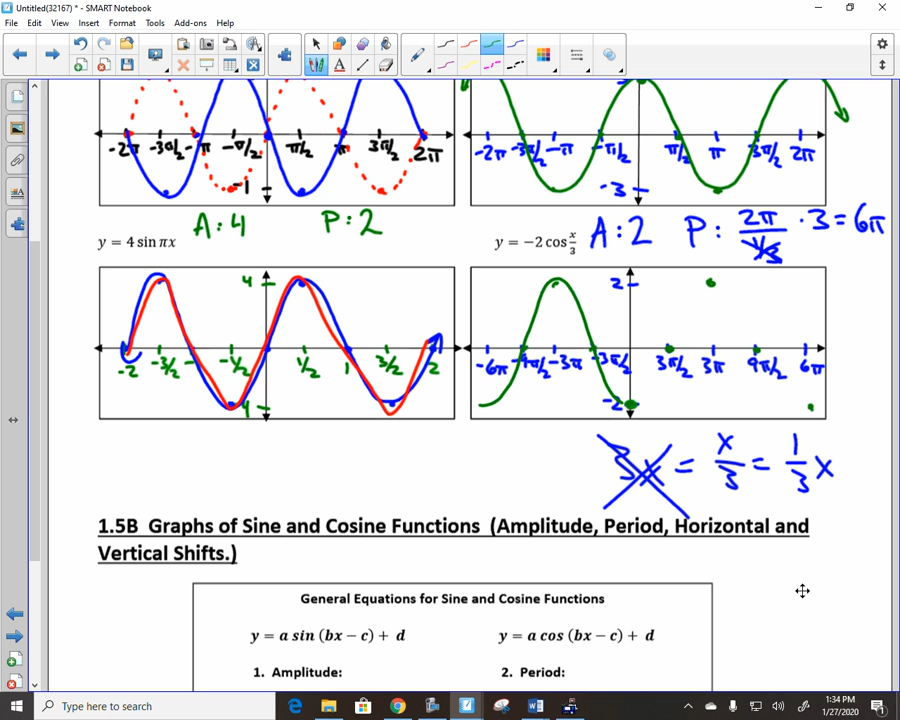 Untitled(32167) * - SMART Notebook
File Edit View Insert Format Tools Add-ons Help
-2π -3π/2 -π -π/2 π/2 π 3π/2 2π
-1
-2π -3π/2 -π -π/2 π/2 π 3π/2 2π
-3
A:4 P:2
y = 4 sin πx
y = -2 cos x/3
A:2 P: 2π/(1/3) · 3 = 6π
4
-2 -3/2 -1/2 1/2 1 3/2 2
4
2
-6π -9π/2 -3π -3π/2 3π/2 3π 9π/2 6π
-2
3x = x/3 = 1/3 x
1.5B Graphs of Sine and Cosine Functions (Amplitude, Period, Horizontal and
Vertical Shifts.)
General Equations for Sine and Cosine Functions
y = a sin (bx − c) + d y = a cos (bx − c) + d
1. Amplitude: 2. Period:
Type here to search
1:34 PM
1/27/2020
1